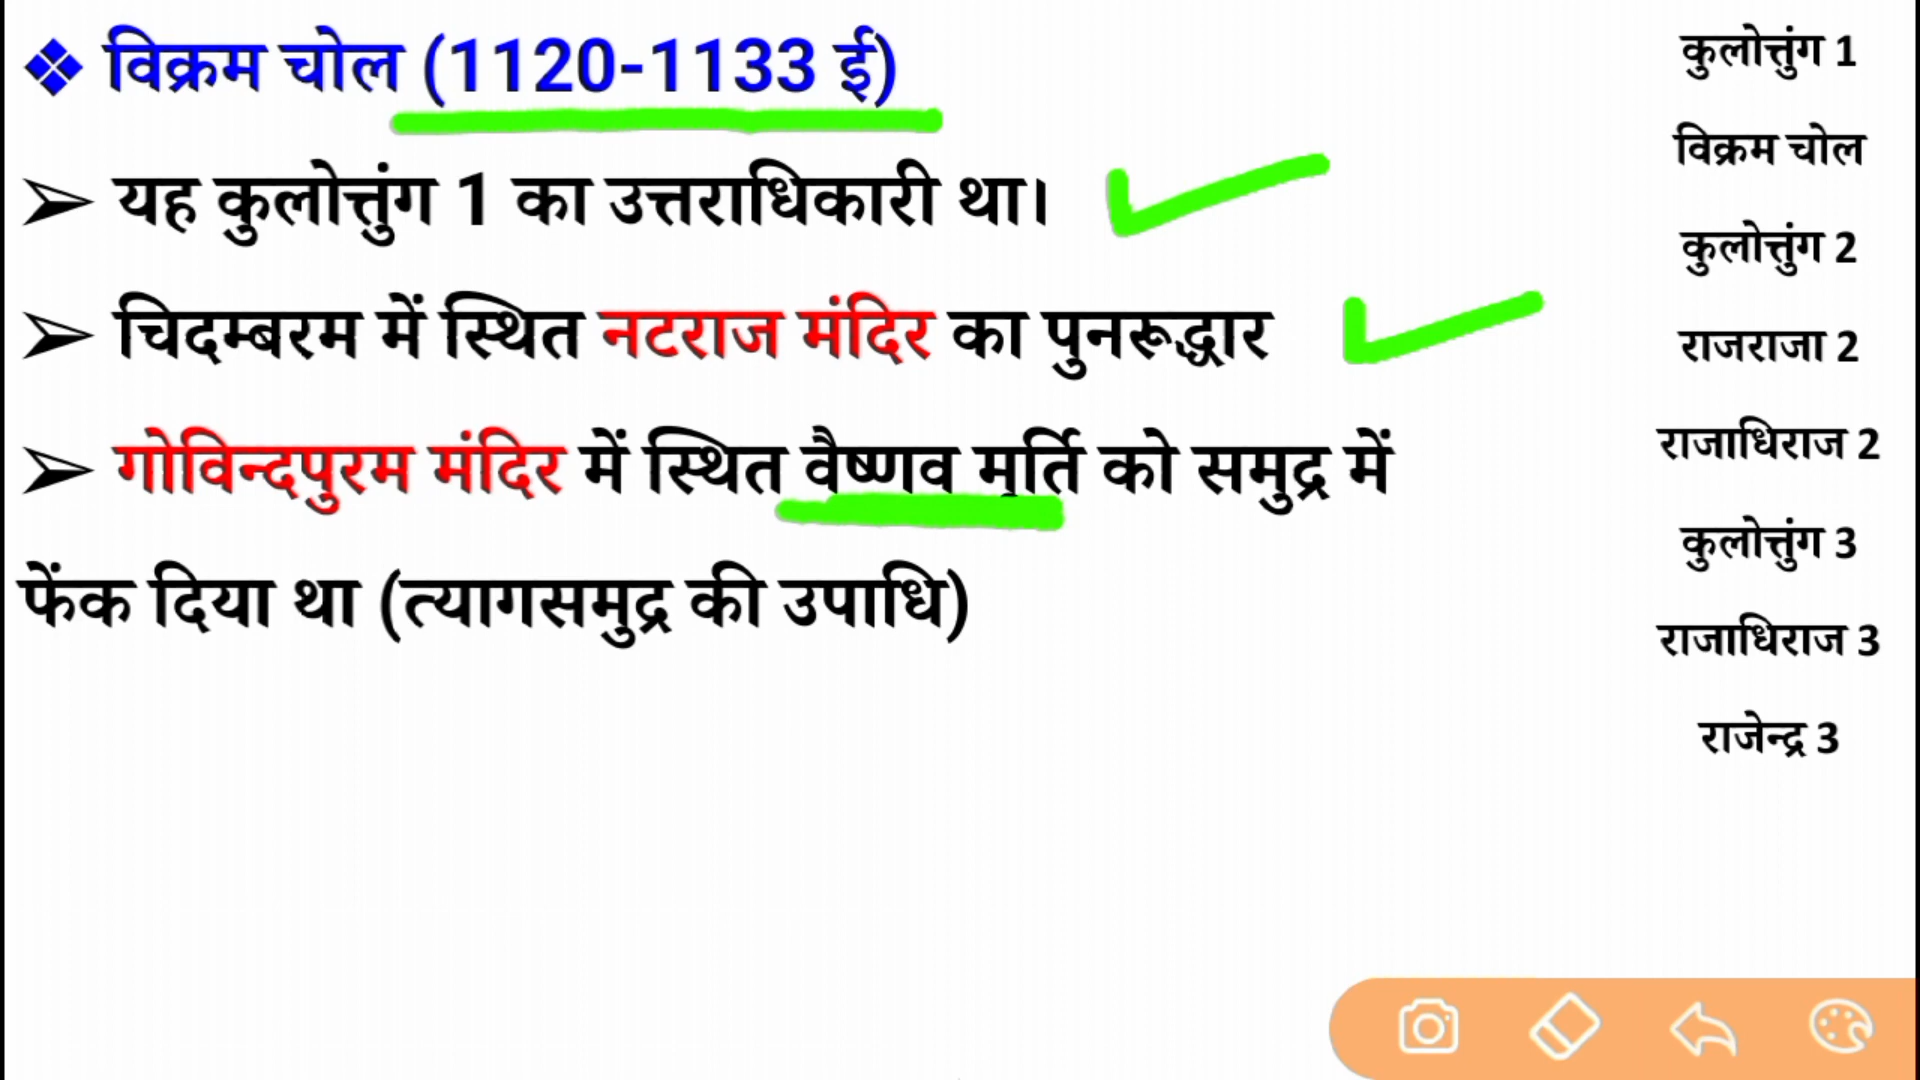 ❖ विक्रम चोल (1120-1133 ई)
➢ यह कुलोत्तुंग 1 का उत्तराधिकारी था।
➢ चिदम्बरम में स्थित नटराज मंदिर का पुनरूद्धार
➢ गोविन्दपुरम मंदिर में स्थित वैष्णव मूर्ति को समुद्र में
फेंक दिया था (त्यागसमुद्र की उपाधि)
कुलोत्तुंग 1
विक्रम चोल
कुलोत्तुंग 2
राजराजा 2
राजाधिराज 2
कुलोत्तुंग 3
राजाधिराज 3
राजेन्द्र 3